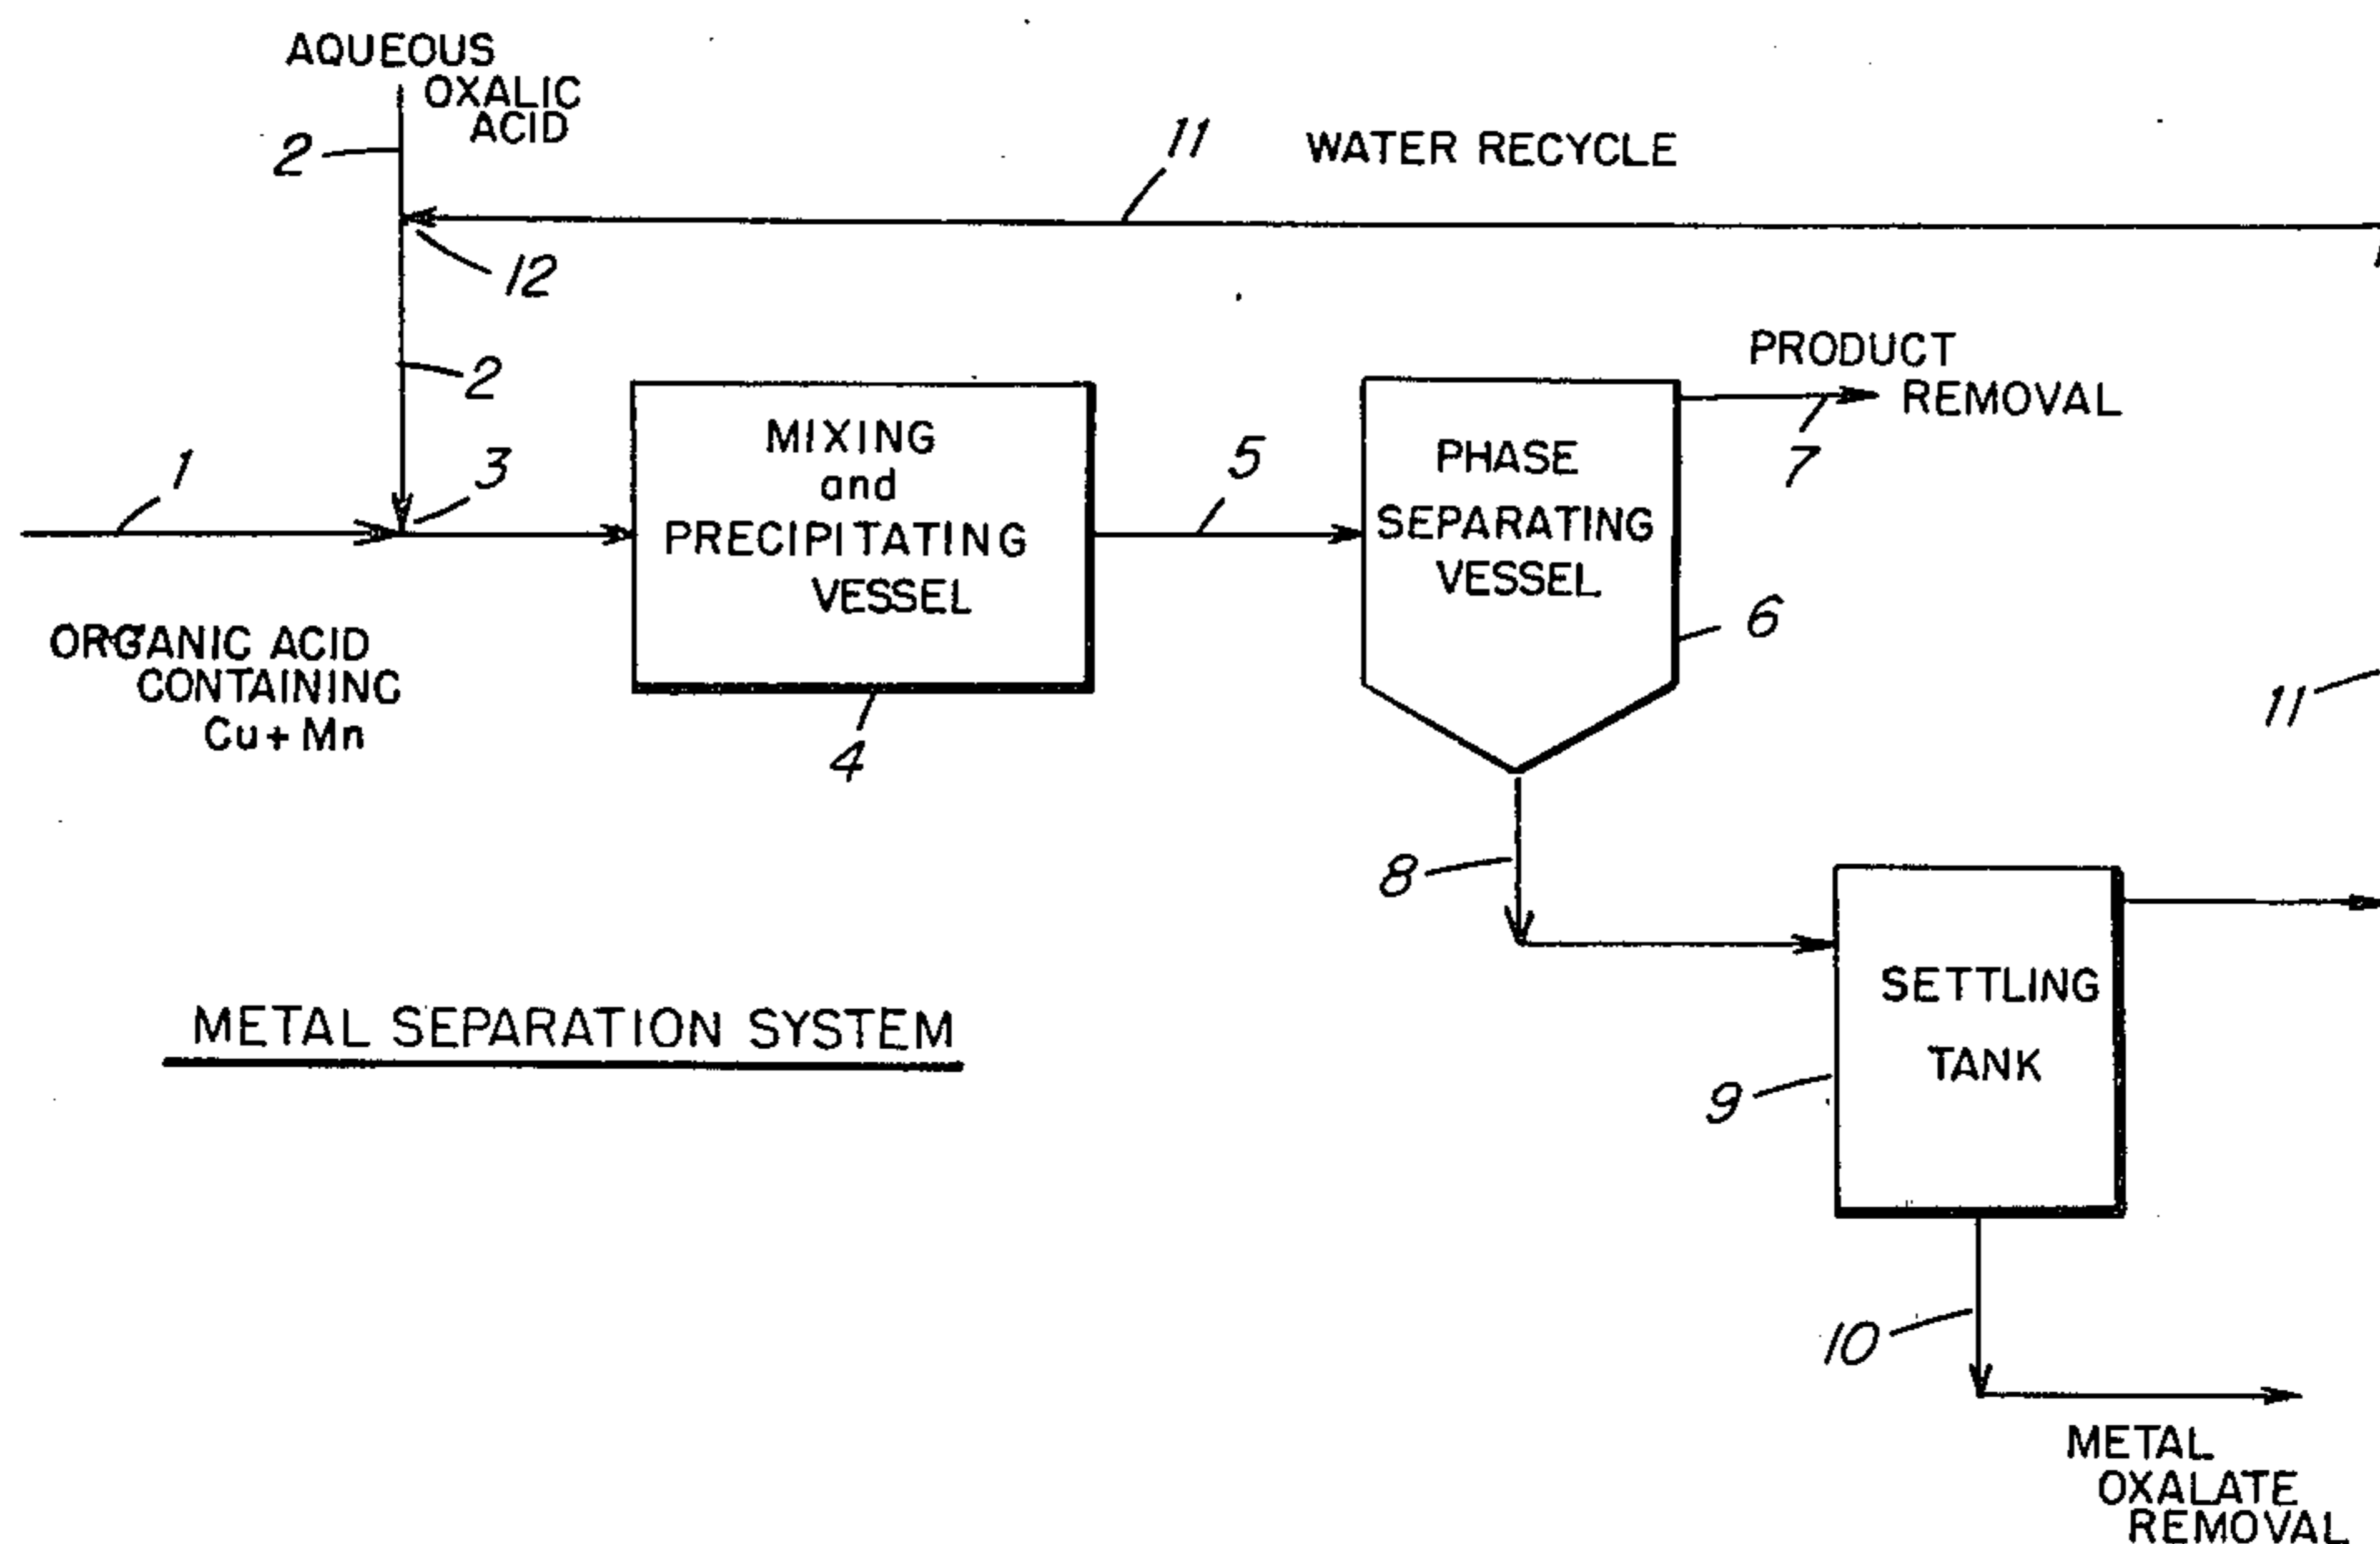 AQUEOUS
OXALIC
ACID
2
11
WATER RECYCLE
12
2
PRODUCT
REMOVAL
7
1
3
MIXING
and
PRECIPITATING
VESSEL
4
5
PHASE
SEPARATING
VESSEL
6
ORGANIC ACID
CONTAINING
Cu + Mn
11
8
SETTLING
TANK
9
METAL SEPARATION SYSTEM
10
METAL
OXALATE
REMOVAL